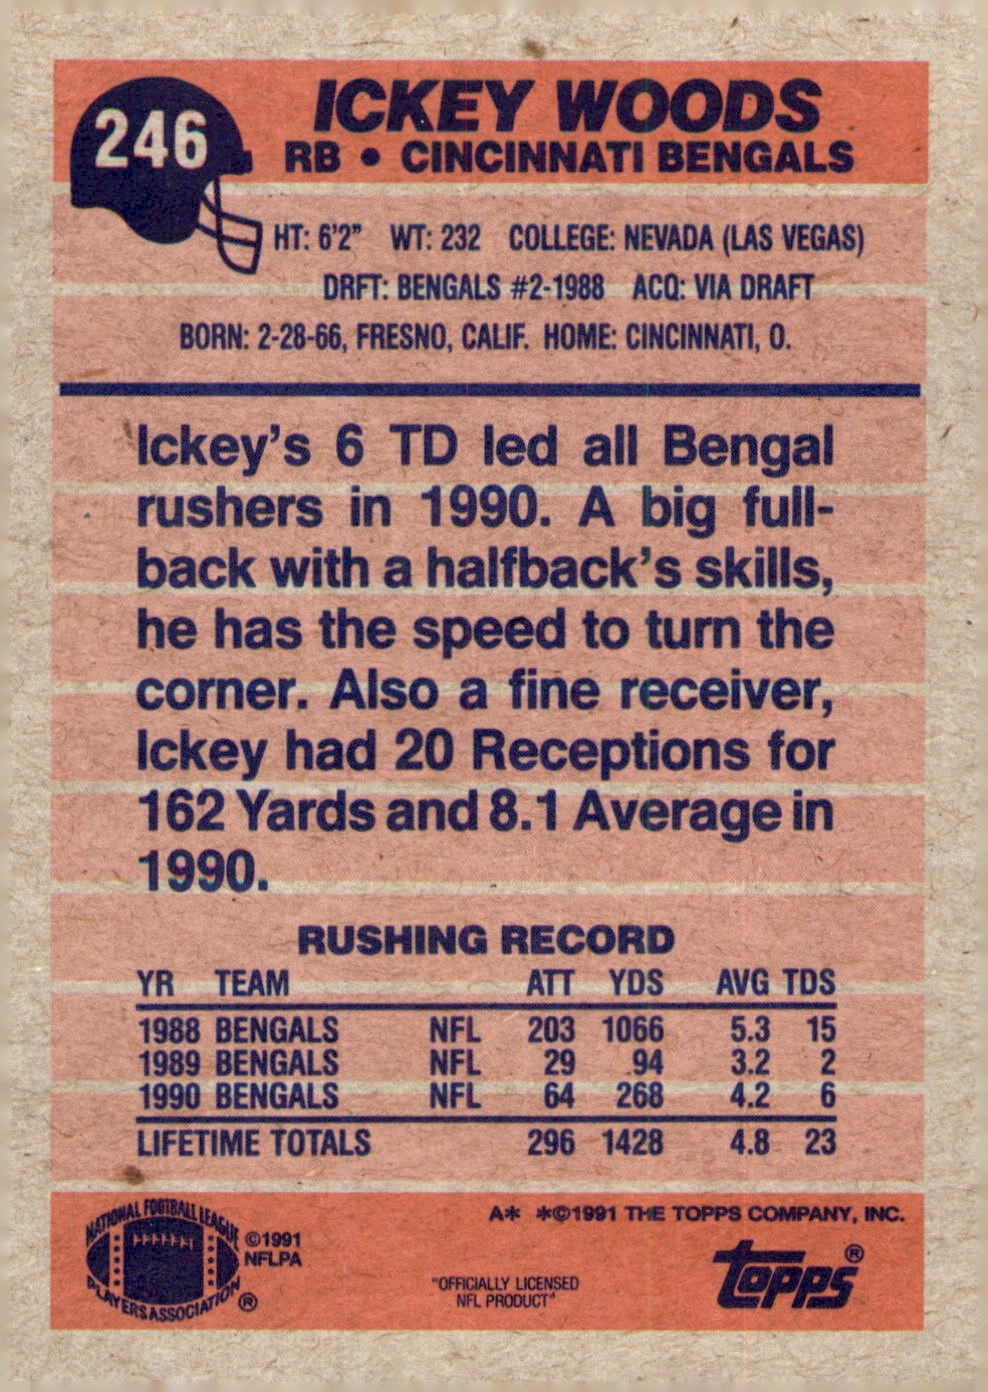 246
ICKEY WOODS
RB • CINCINNATI BENGALS
HT: 6'2" WT: 232 COLLEGE: NEVADA (LAS VEGAS)
DRFT: BENGALS #2-1988 ACQ: VIA DRAFT
BORN: 2-28-66, FRESNO, CALIF. HOME: CINCINNATI, O.
Ickey's 6 TD led all Bengal
rushers in 1990. A big full-
back with a halfback's skills,
he has the speed to turn the
corner. Also a fine receiver,
Ickey had 20 Receptions for
162 Yards and 8.1 Average in
1990.
RUSHING RECORD
YR TEAM ATT YDS AVG TDS
1988 BENGALS NFL 203 1066 5.3 15
1989 BENGALS NFL 29 94 3.2 2
1990 BENGALS NFL 64 268 4.2 6
LIFETIME TOTALS 296 1428 4.8 23
NATIONAL FOOTBALL LEAGUE
PLAYERS ASSOCIATION ®
©1991
NFLPA
"OFFICIALLY LICENSED
NFL PRODUCT"
A* *©1991 THE TOPPS COMPANY, INC.
topps ®